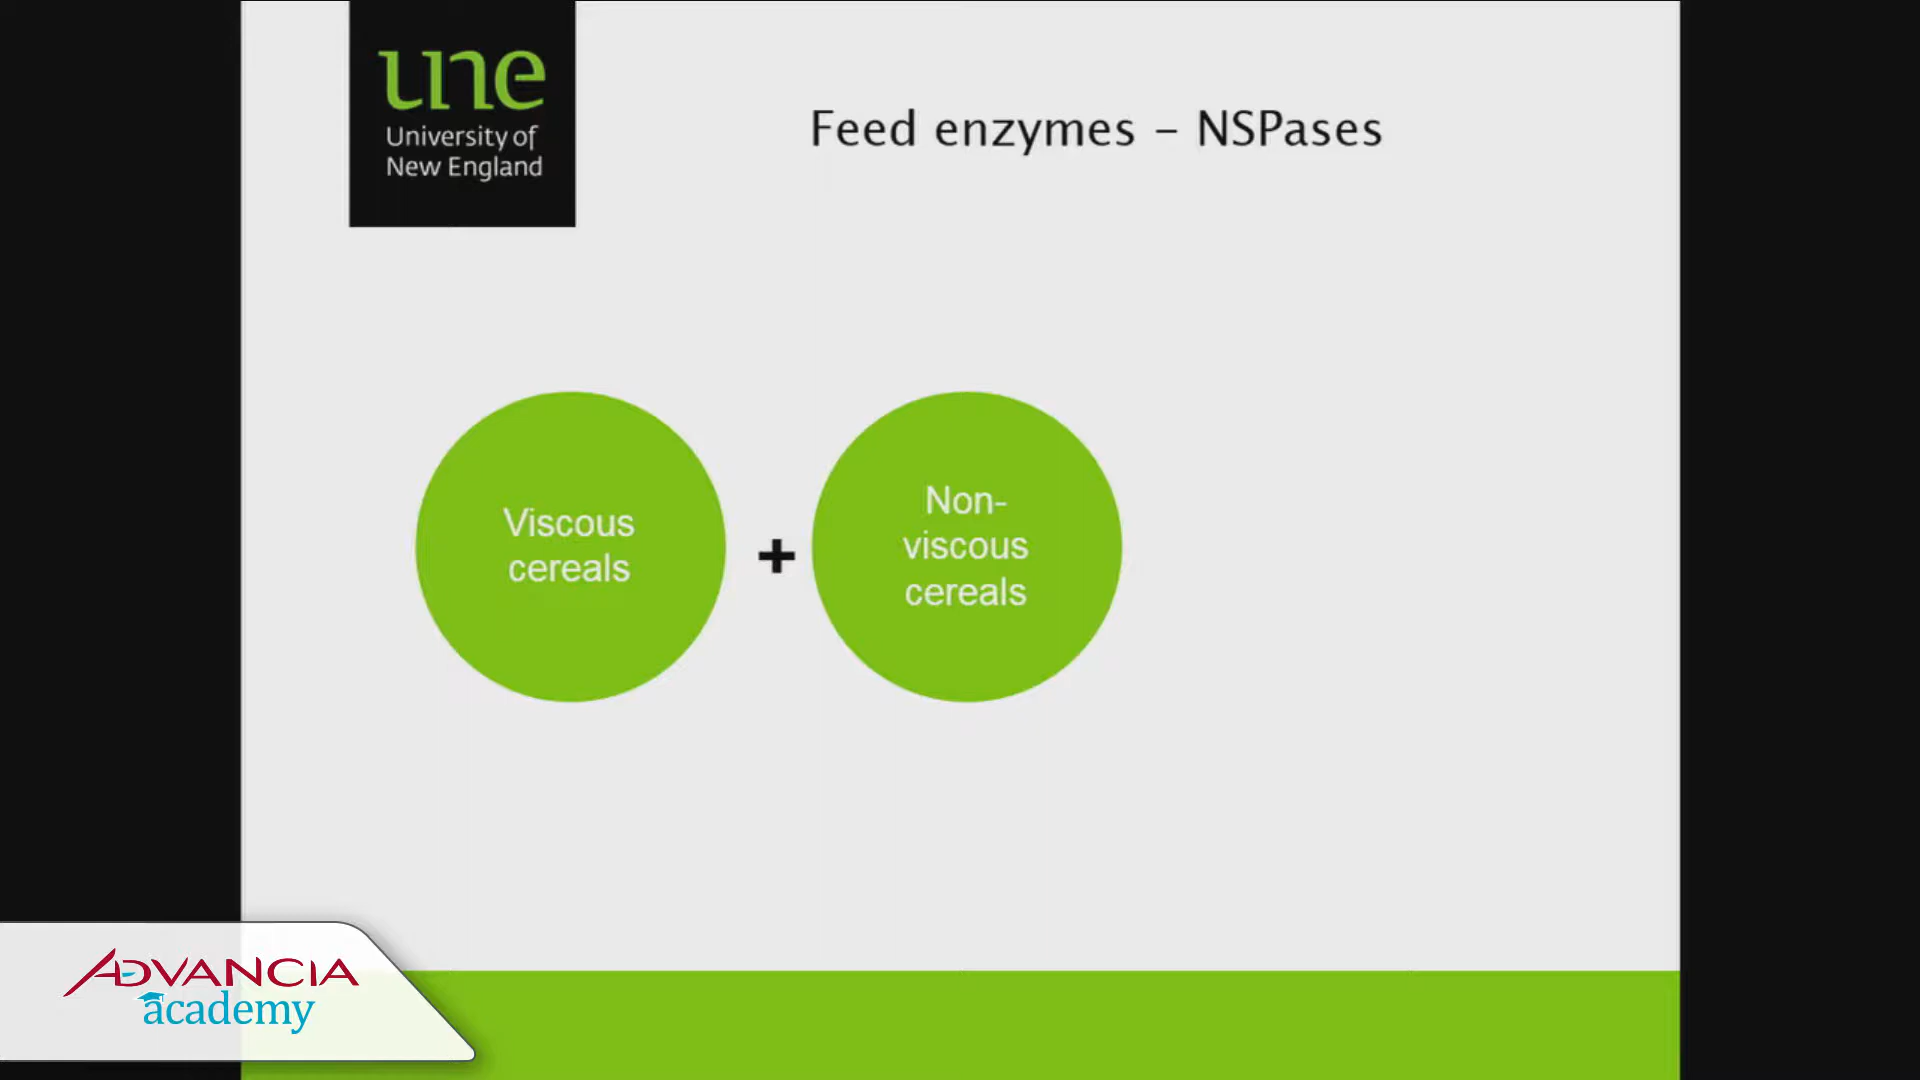 une
University of
New England
Feed enzymes – NSPases
Viscous
cereals
+
Non-
viscous
cereals
ADVANCIA
academy